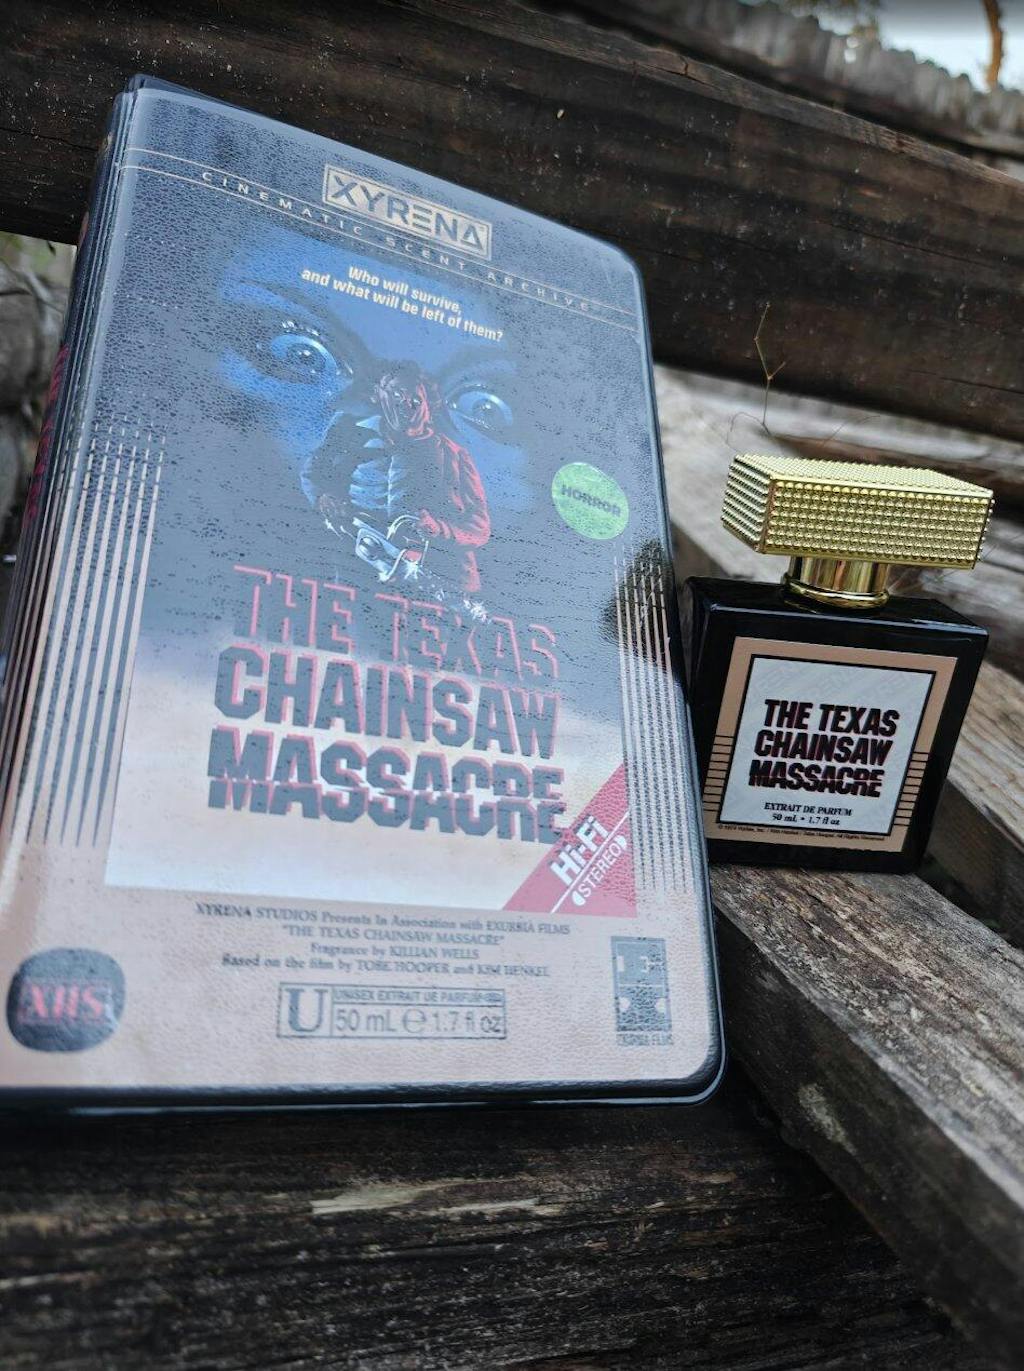 XYRENA
CINEMATIC SCENT ARCHIVE
Who will survive,
and what will be left of them?
HORROR
THE TEXAS
CHAINSAW
MASSACRE
Hi-Fi
STEREO
XYRENA STUDIOS Presents In Association with EXURBIA FILMS
"THE TEXAS CHAINSAW MASSACRE"
Fragrance by KILLIAN WELLS
Based on the film by TOBE HOOPER and KIM HENKEL
U
UNISEX EXTRAIT DE PARFUM
50 mL e 1.7 fl oz
EXURBIA FILMS
THE TEXAS
CHAINSAW
MASSACRE
EXTRAIT DE PARFUM
50 mL • 1.7 fl oz